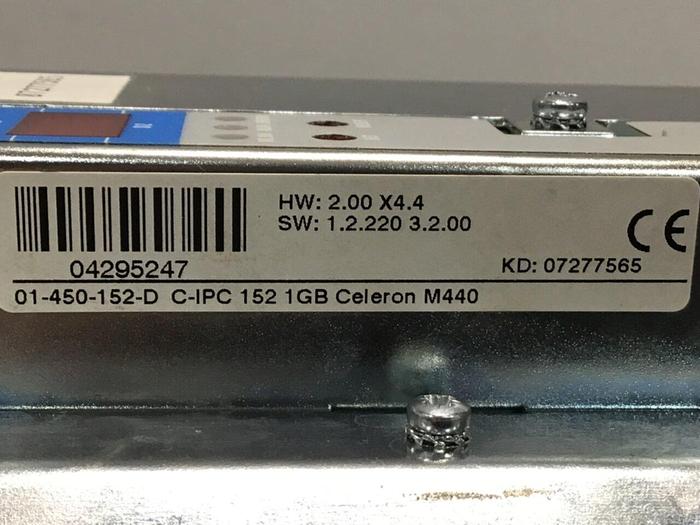 HW: 2.00 X4.4
SW: 1.2.220 3.2.00
CE
04295247
KD: 07277565
01-450-152-D C-IPC 152 1GB Celeron M440